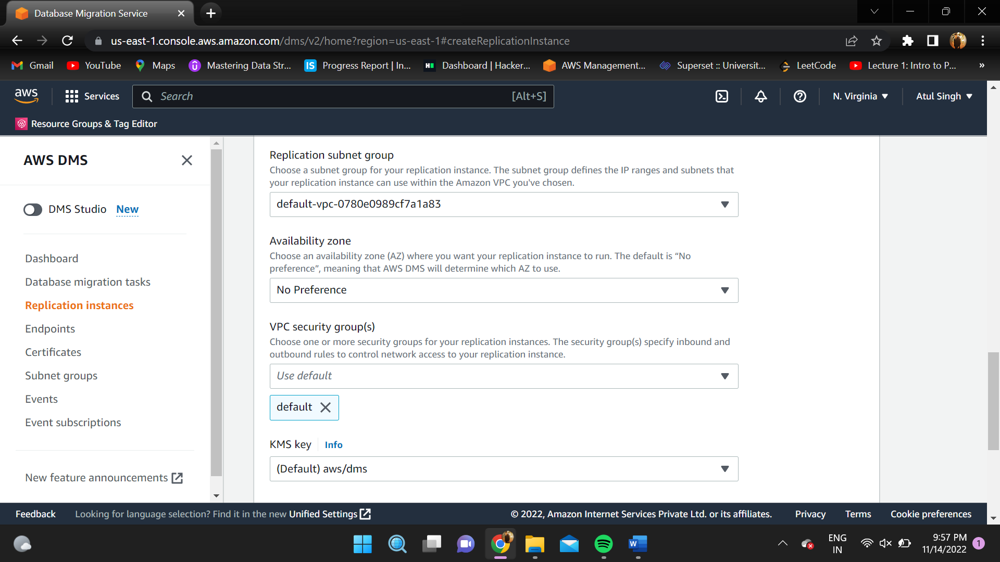 Database Migration Service
us-east-1.console.aws.amazon.com/dms/v2/home?region=us-east-1#createReplicationInstance
Gmail YouTube Maps Mastering Data Str... IS Progress Report | In... Dashboard | Hacker... AWS Management... Superset :: Universit... LeetCode Lecture 1: Intro to P... »
aws Services Search [Alt+S] N. Virginia Atul Singh
Resource Groups & Tag Editor
AWS DMS
DMS Studio New
Dashboard
Database migration tasks
Replication instances
Endpoints
Certificates
Subnet groups
Events
Event subscriptions
New feature announcements
Replication subnet group
Choose a subnet group for your replication instance. The subnet group defines the IP ranges and subnets that
your replication instance can use within the Amazon VPC you've chosen.
default-vpc-0780e0989cf7a1a83
Availability zone
Choose an availability zone (AZ) where you want your replication instance to run. The default is “No
preference”, meaning that AWS DMS will determine which AZ to use.
No Preference
VPC security group(s)
Choose one or more security groups for your replication instances. The security group(s) specify inbound and
outbound rules to control network access to your replication instance.
Use default
default
KMS key Info
(Default) aws/dms
Feedback Looking for language selection? Find it in the new Unified Settings © 2022, Amazon Internet Services Private Ltd. or its affiliates. Privacy Terms Cookie preferences
ENG 9:57 PM
IN 11/14/2022 1